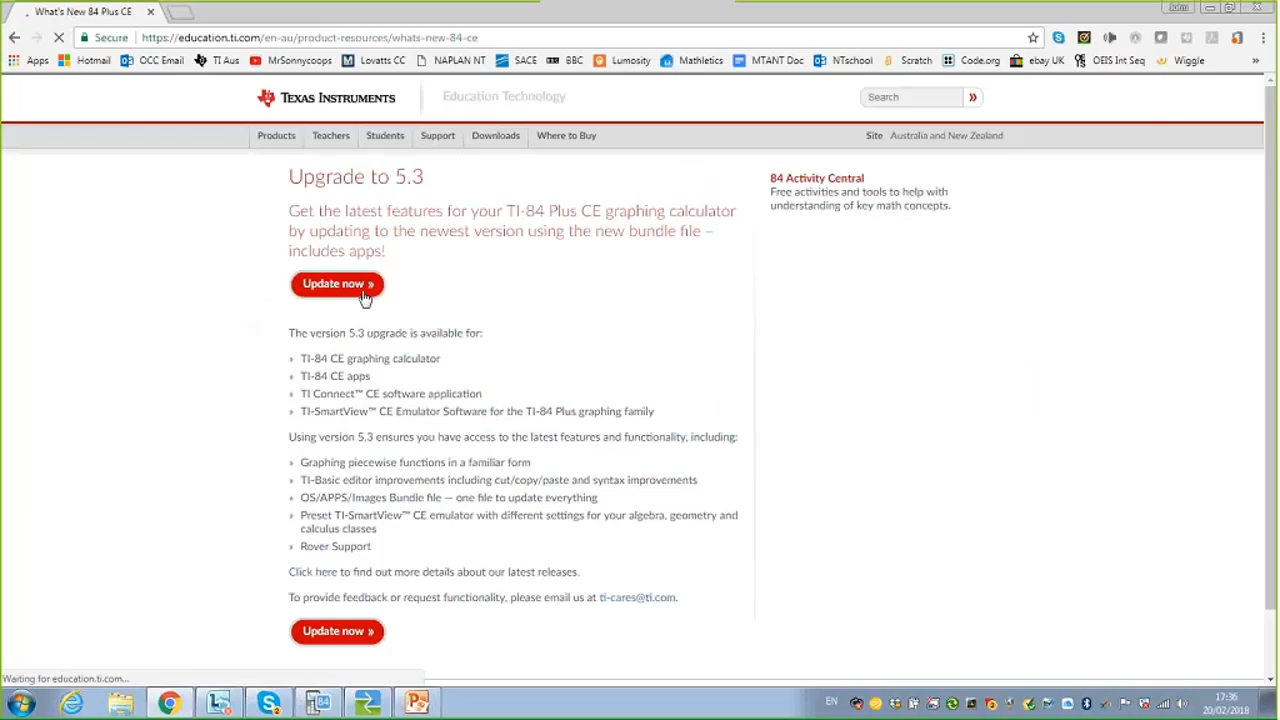 What's New 84 Plus CE
John
Secure
https://education.ti.com/en-au/product-resources/whats-new-84-ce
Apps
Hotmail
OCC Email
TI Aus
MrSonnycoops
Lovatts CC
NAPLAN NT
SACE
BBC
Lumosity
Mathletics
MTANT Doc
NTschool
Scratch
Code.org
ebay UK
OEIS Int Seq
Wiggle
»
TEXAS INSTRUMENTS
Education Technology
Search
Products
Teachers
Students
Support
Downloads
Where to Buy
Site Australia and New Zealand
Upgrade to 5.3
Get the latest features for your TI-84 Plus CE graphing calculator
by updating to the newest version using the new bundle file –
includes apps!
Update now »
The version 5.3 upgrade is available for:
» TI-84 CE graphing calculator
» TI-84 CE apps
» TI Connect™ CE software application
» TI-SmartView™ CE Emulator Software for the TI-84 Plus graphing family
Using version 5.3 ensures you have access to the latest features and functionality, including:
» Graphing piecewise functions in a familiar form
» TI-Basic editor improvements including cut/copy/paste and syntax improvements
» OS/APPS/Images Bundle file — one file to update everything
» Preset TI-SmartView™ CE emulator with different settings for your algebra, geometry and
calculus classes
» Rover Support
Click here to find out more details about our latest releases.
To provide feedback or request functionality, please email us at ti-cares@ti.com.
Update now »
84 Activity Central
Free activities and tools to help with
understanding of key math concepts.
Waiting for education.ti.com...
EN
17:36
20/02/2018